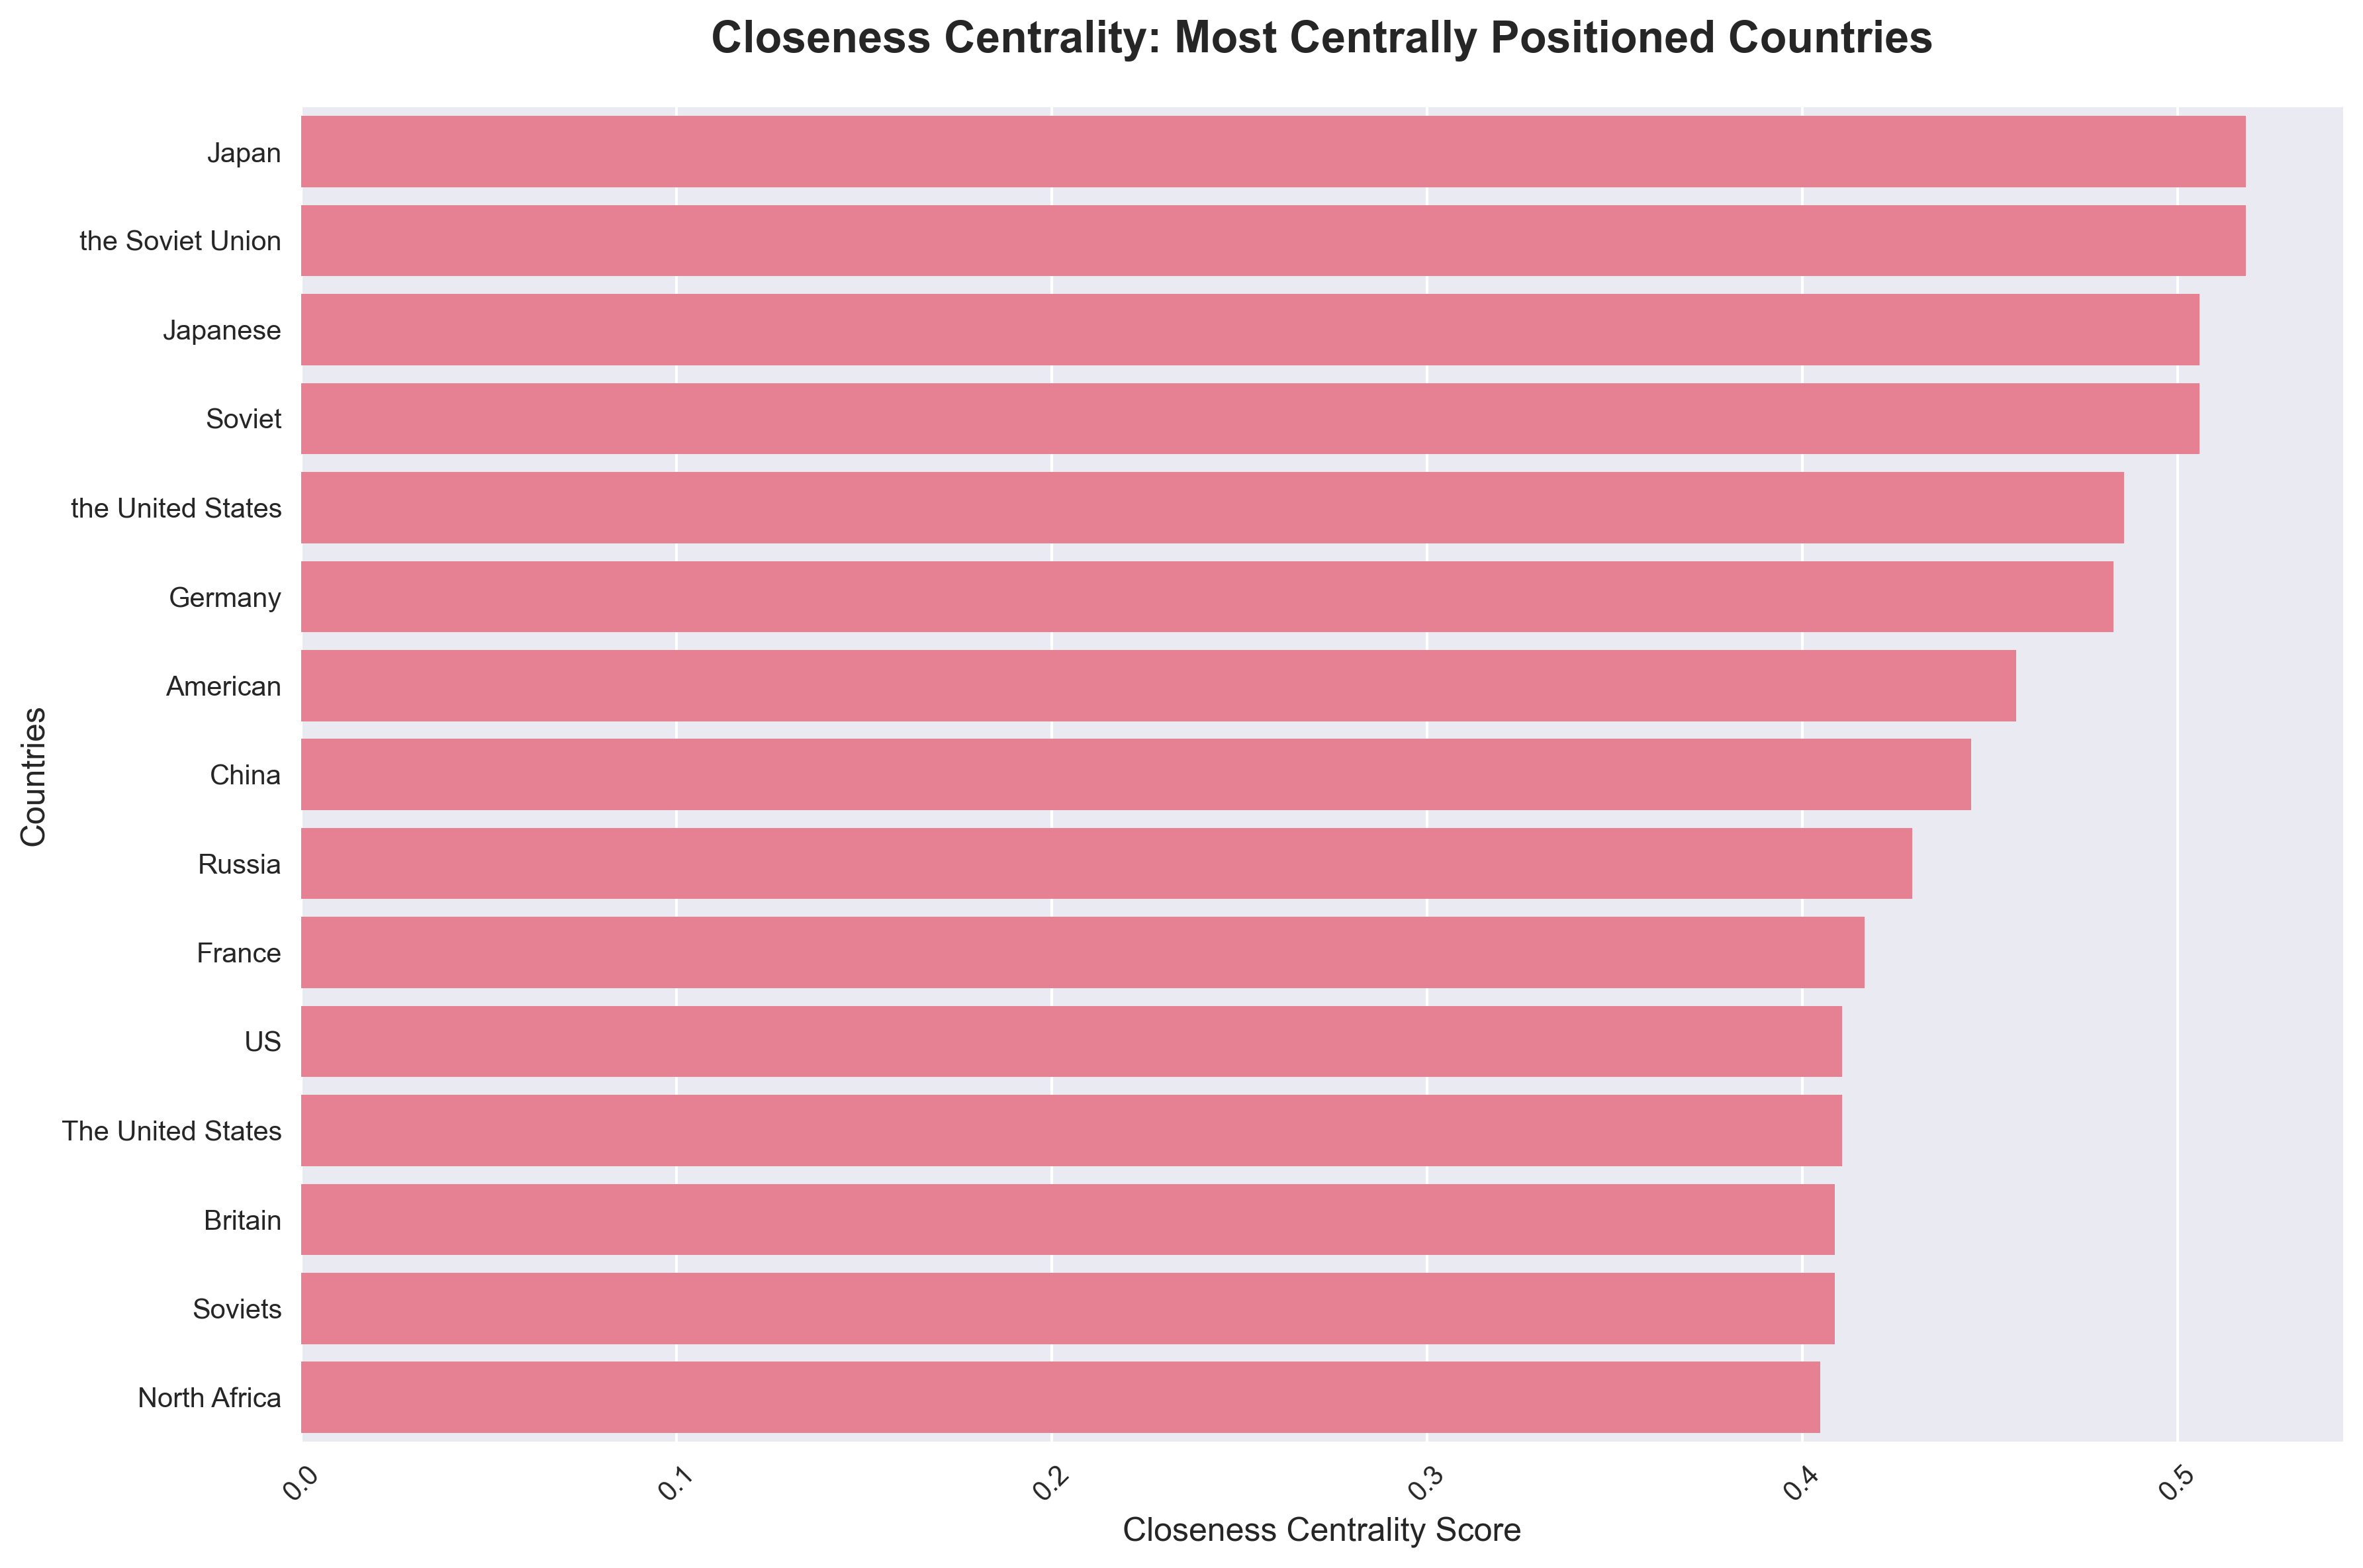 Closeness Centrality: Most Centrally Positioned Countries
Countries
Japan
the Soviet Union
Japanese
Soviet
the United States
Germany
American
China
Russia
France
US
The United States
Britain
Soviets
North Africa
0.0 0.1 0.2 0.3 0.4 0.5
Closeness Centrality Score